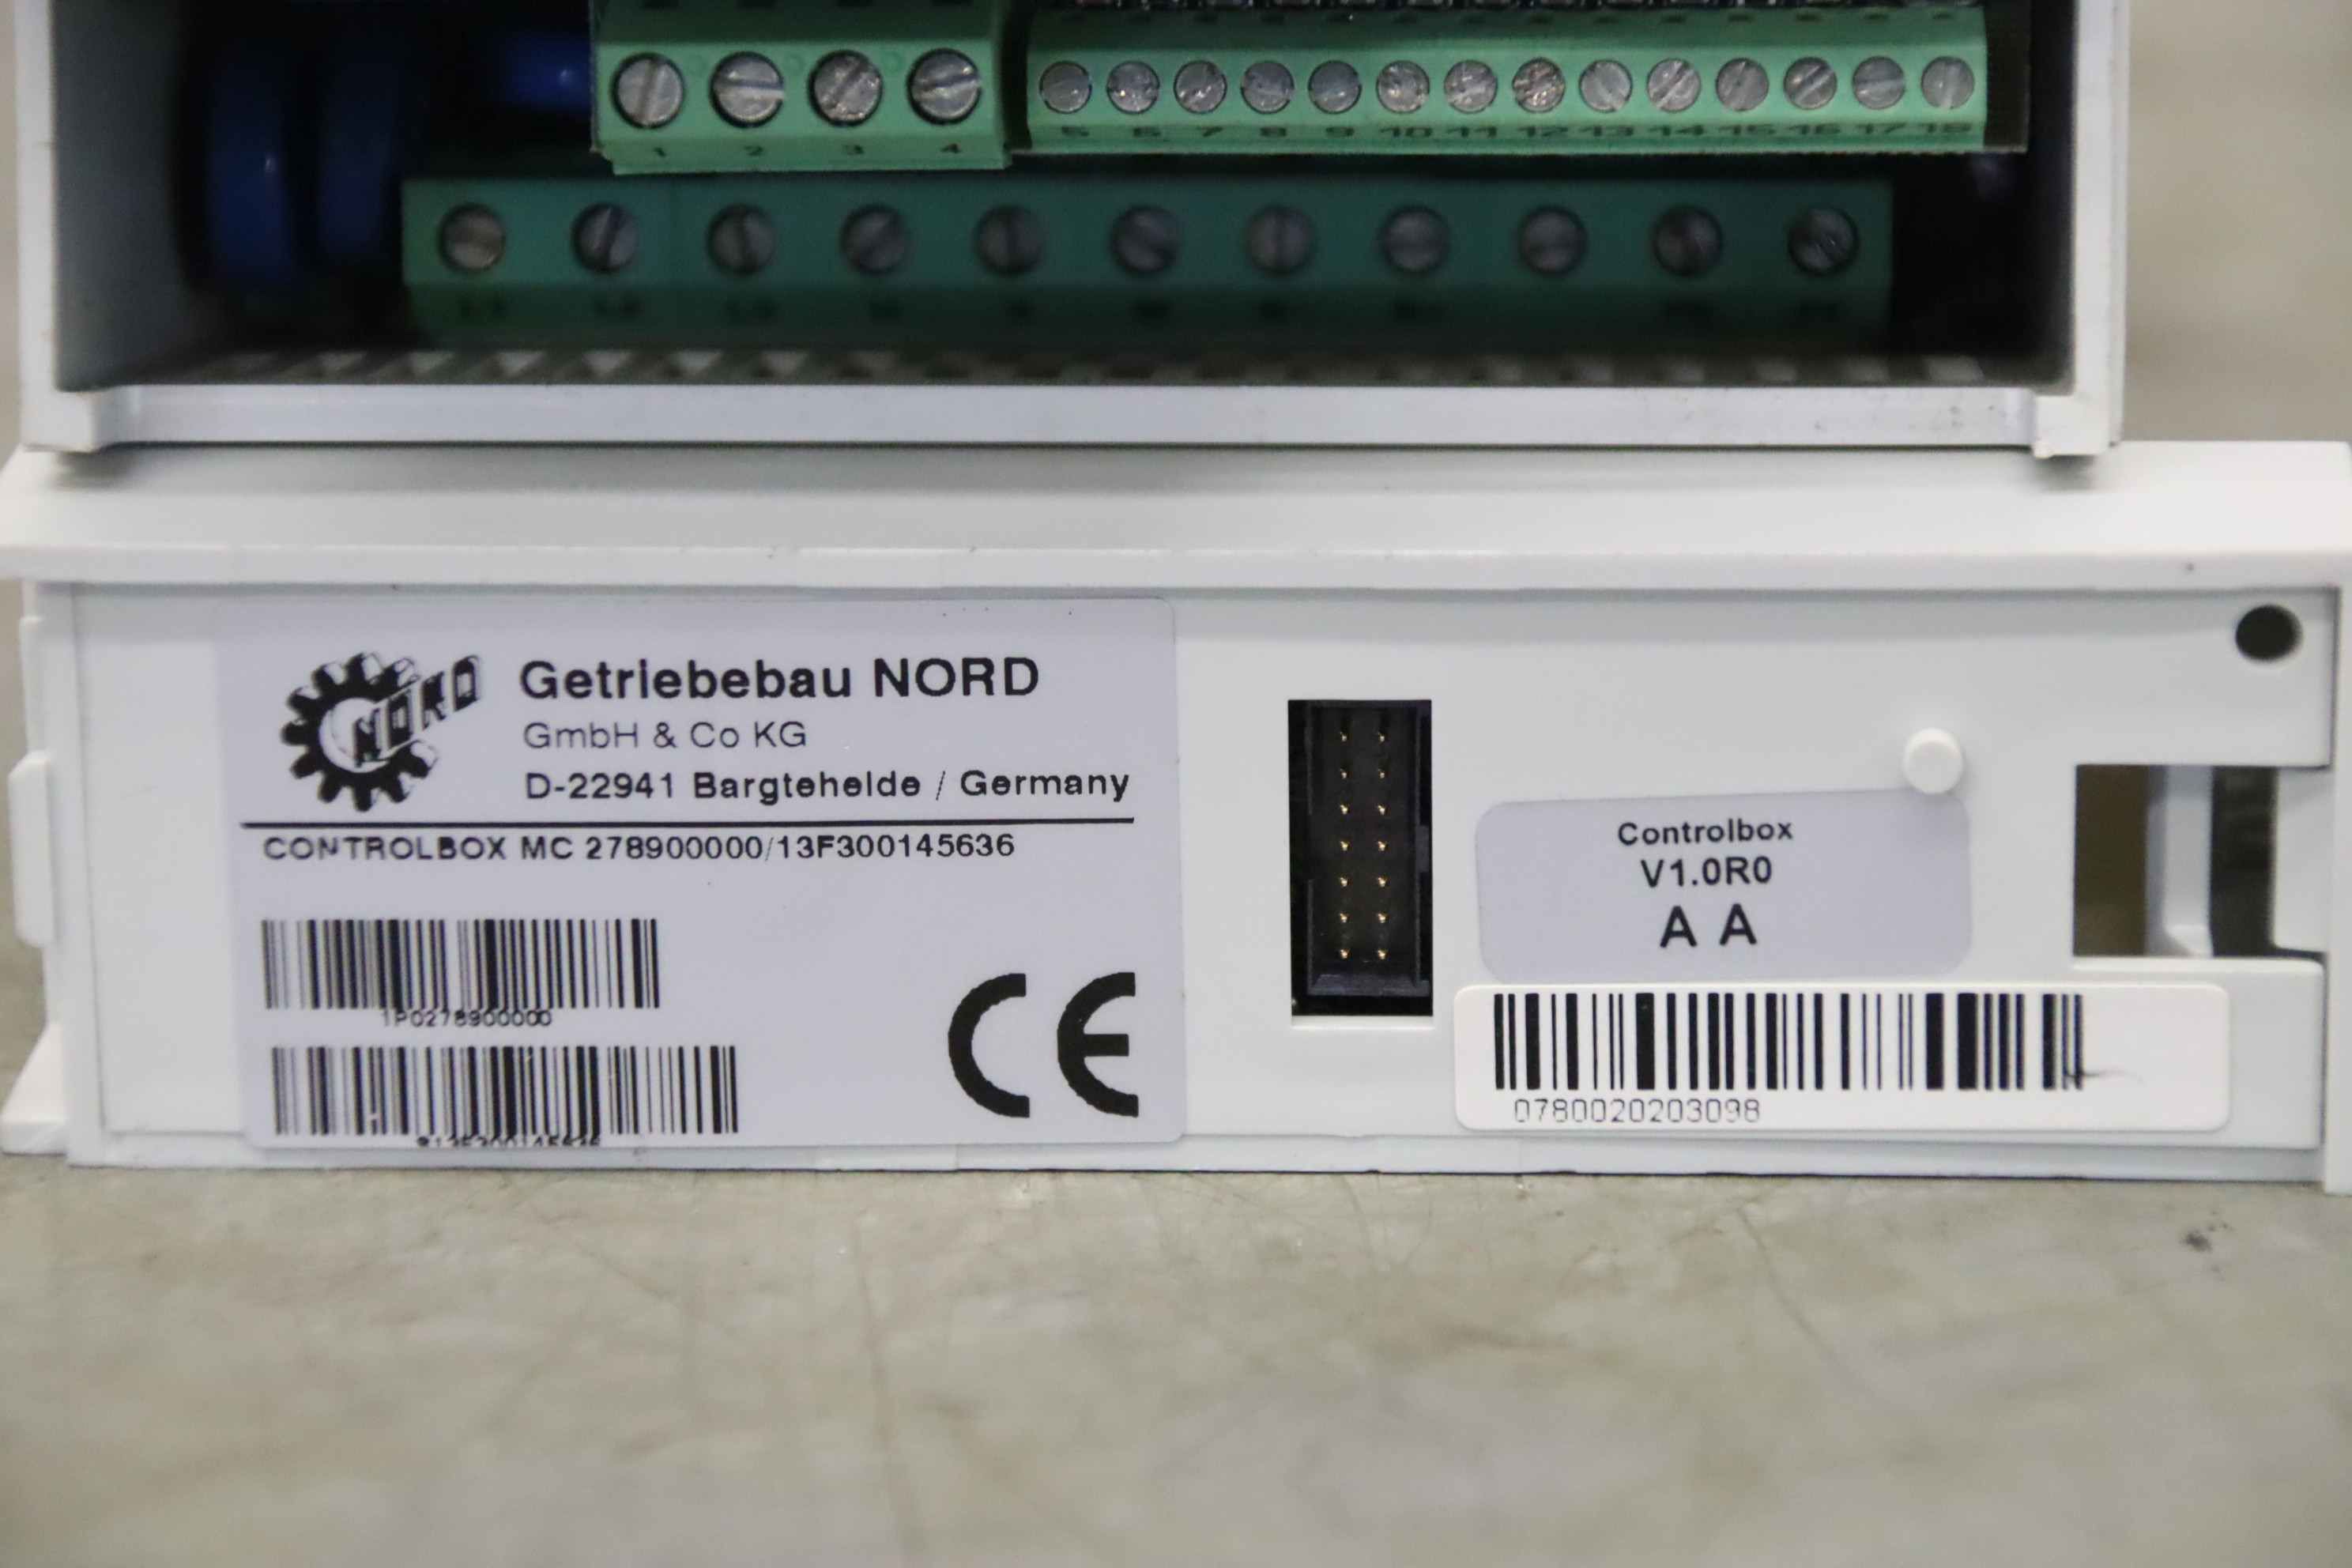 1 2 3 4
5 6 7 8 9 10 11 12 13 14 15 16 17 18
NORD
Getriebebau NORD
GmbH & Co KG
D-22941 Bargteheide / Germany
CONTROLBOX MC 278900000/13F300145636
1P0278900000
CE
Controlbox
V1.0R0
A A
0780020203098